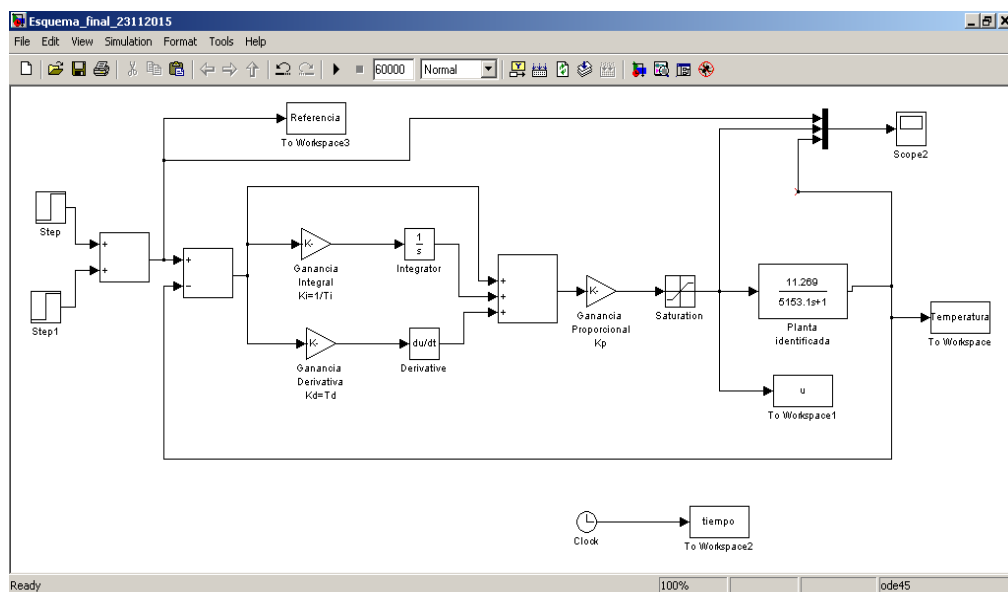 Esquema_final_23112015
File Edit View Simulation Format Tools Help
60000 Normal
Referencia
To Workspace3
Scope2
Step
+
+
Step1
+
−
K-
Ganancia
Integral
Ki=1/Ti
1
s
Integrator
K-
Ganancia
Derivativa
Kd=Td
du/dt
Derivative
+
+
+
K-
Ganancia
Proporcional
Kp
Saturation
11.269
5153.1s+1
Planta
identificada
Temperatura
To Workspace
u
To Workspace1
Clock
tiempo
To Workspace2
Ready 100% ode45